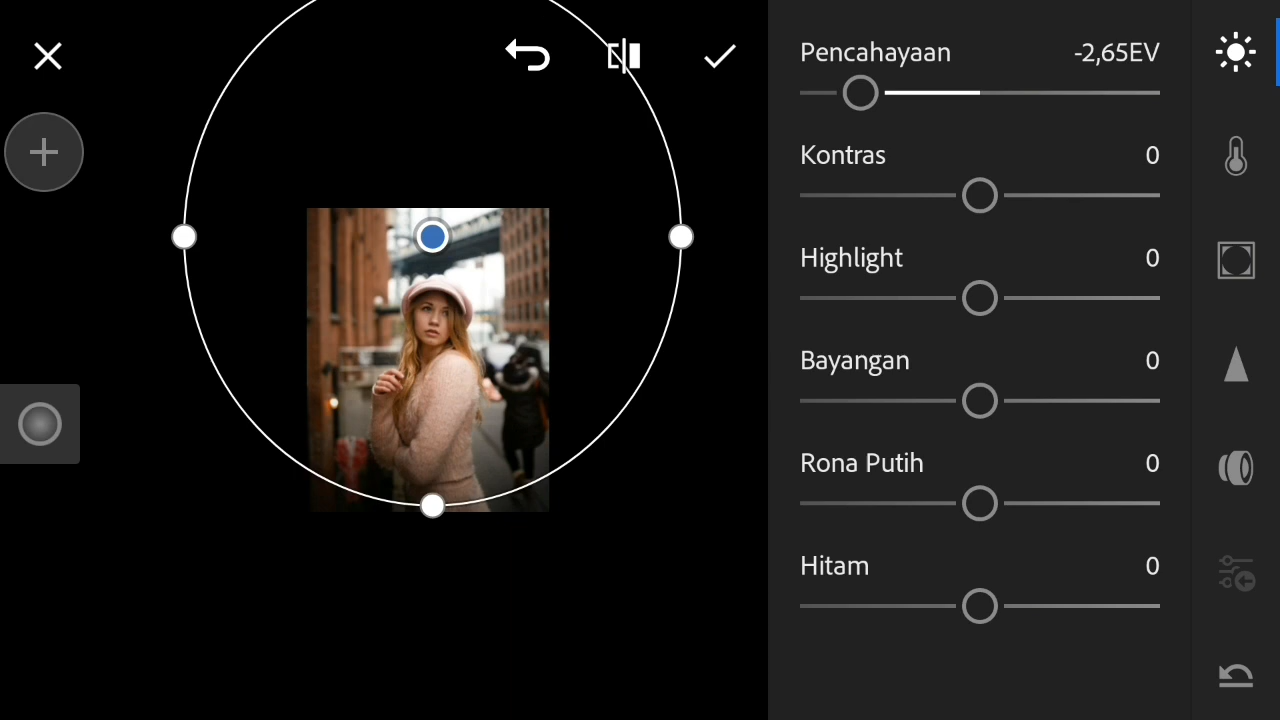 Pencahayaan -2,65EV
Kontras 0
Highlight 0
Bayangan 0
Rona Putih 0
Hitam 0